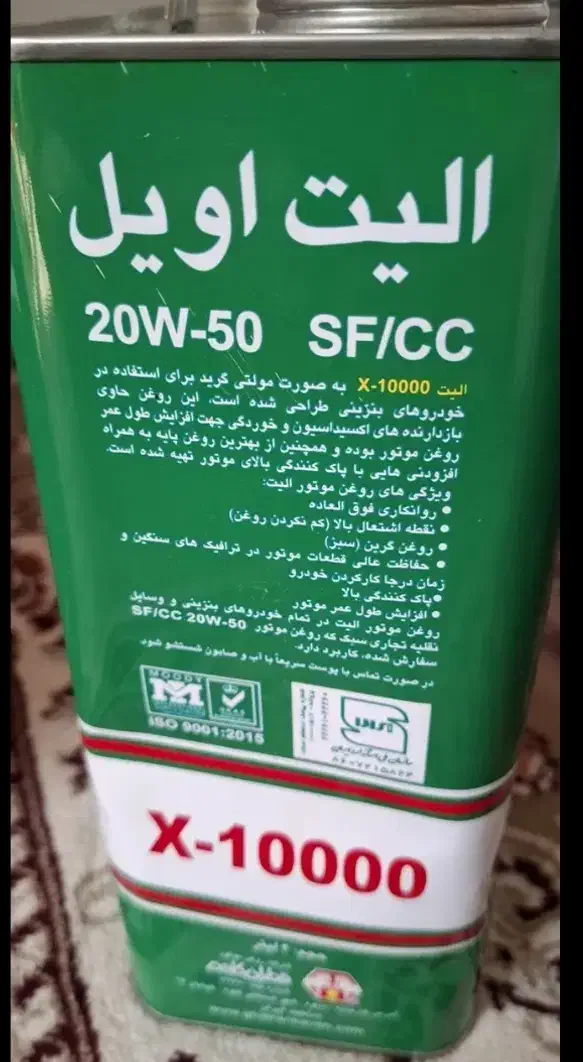 الیت اویل
20W-50 SF/CC
الیت X-10000 به صورت مولتی گرید برای استفاده در
خودروهای بنزینی طراحی شده است. این روغن حاوی
بازدارنده های اکسیداسیون و خوردگی جهت افزایش طول عمر
روغن موتور بوده و همچنین از بهترین روغن پایه به همراه
افزودنی هایی با پاک کنندگی بالای موتور تهیه شده است.
ویژگی های روغن موتور الیت:
• روانکاری فوق العاده
• نقطه اشتعال بالا (کم نکردن روغن)
• روغن گرین (سبز)
• حفاظت عالی قطعات موتور در ترافیک های سنگین و
زمان درجا کارکردن خودرو
• پاک کنندگی بالا
• افزایش طول عمر موتور
روغن موتور الیت در تمام خودروهای بنزینی و وسایل
نقلیه تجاری سبک که روغن موتور SF/CC 20W-50
سفارش شده، کاربرد دارد.
در صورت تماس با پوست سریعاً با آب و صابون شستشو شود
MOODY
ISO 9001:2015
X-10000